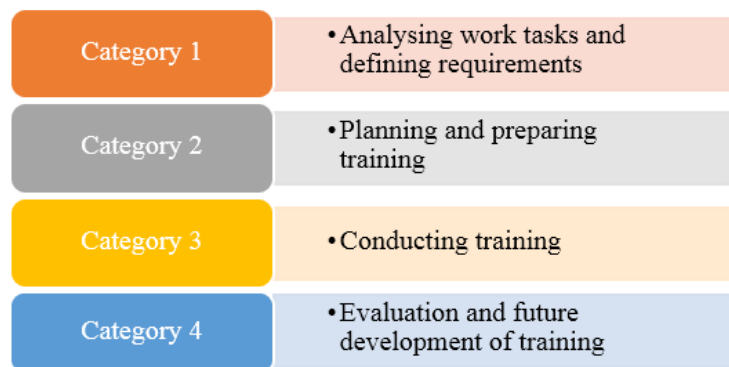 Category 1
•Analysing work tasks and
defining requirements
Category 2
•Planning and preparing
training
Category 3
•Conducting training
Category 4
•Evaluation and future
development of training